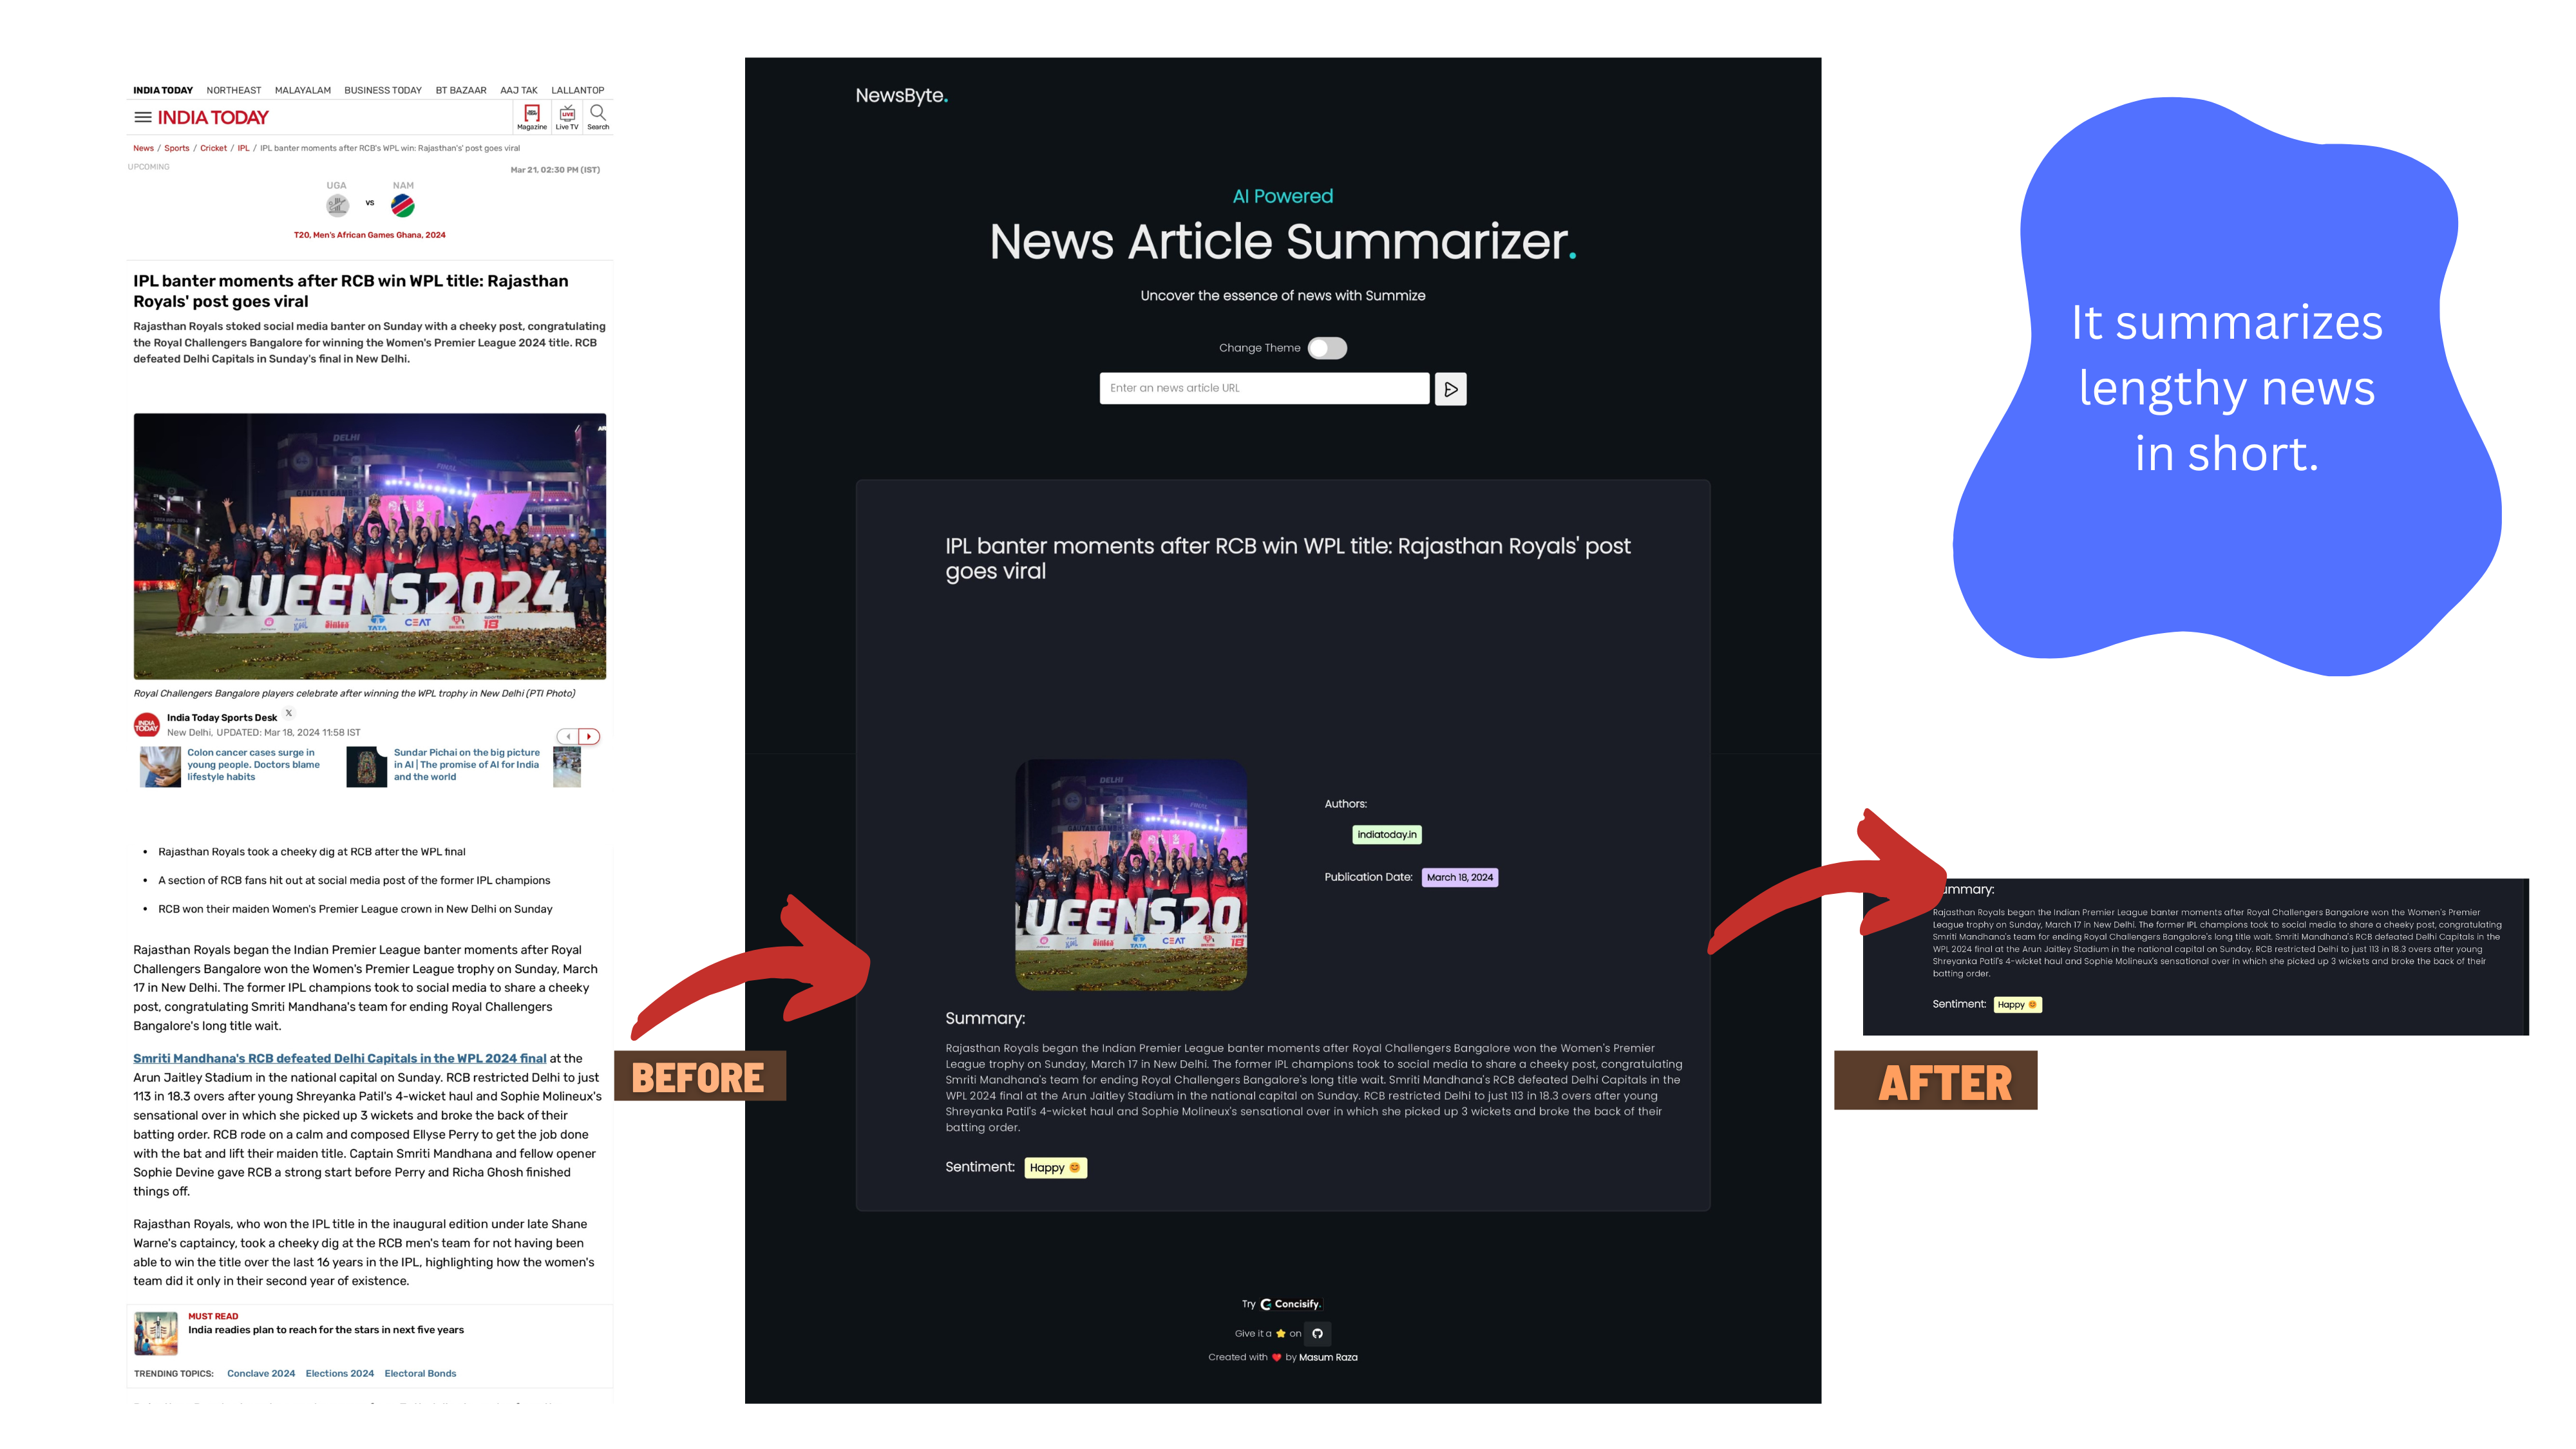 INDIA TODAY NORTHEAST MALAYALAM BUSINESS TODAY BT BAZAAR AAJ TAK LALLANTOP
INDIA TODAY
Magazine Live TV Search
LIVE
News / Sports / Cricket / IPL / IPL banter moments after RCB's WPL win: Rajasthan's' post goes viral
UPCOMING
Mar 21, 02:30 PM (IST)
UGA
NAM
vs
T20, Men's African Games Ghana, 2024
IPL banter moments after RCB win WPL title: Rajasthan
Royals' post goes viral
Rajasthan Royals stoked social media banter on Sunday with a cheeky post, congratulating
the Royal Challengers Bangalore for winning the Women's Premier League 2024 title. RCB
defeated Delhi Capitals in Sunday's final in New Delhi.
DELHI
FINAL
QUEENS2024
TATA
CEAT
18
Royal Challengers Bangalore players celebrate after winning the WPL trophy in New Delhi (PTI Photo)
INDIA
TODAY
India Today Sports Desk
New Delhi, UPDATED: Mar 18, 2024 11:58 IST
Colon cancer cases surge in
young people. Doctors blame
lifestyle habits
Sundar Pichai on the big picture
in AI | The promise of AI for India
and the world
• Rajasthan Royals took a cheeky dig at RCB after the WPL final
• A section of RCB fans hit out at social media post of the former IPL champions
• RCB won their maiden Women's Premier League crown in New Delhi on Sunday
Rajasthan Royals began the Indian Premier League banter moments after Royal
Challengers Bangalore won the Women's Premier League trophy on Sunday, March
17 in New Delhi. The former IPL champions took to social media to share a cheeky
post, congratulating Smriti Mandhana's team for ending Royal Challengers
Bangalore's long title wait.
Smriti Mandhana's RCB defeated Delhi Capitals in the WPL 2024 final at the
Arun Jaitley Stadium in the national capital on Sunday. RCB restricted Delhi to just
113 in 18.3 overs after young Shreyanka Patil's 4-wicket haul and Sophie Molineux's
sensational over in which she picked up 3 wickets and broke the back of their
batting order. RCB rode on a calm and composed Ellyse Perry to get the job done
with the bat and lift their maiden title. Captain Smriti Mandhana and fellow opener
Sophie Devine gave RCB a strong start before Perry and Richa Ghosh finished
things off.
Rajasthan Royals, who won the IPL title in the inaugural edition under late Shane
Warne's captaincy, took a cheeky dig at the RCB men's team for not having been
able to win the title over the last 16 years in the IPL, highlighting how the women's
team did it only in their second year of existence.
MUST READ
India readies plan to reach for the stars in next five years
TRENDING TOPICS: Conclave 2024 Elections 2024 Electoral Bonds
BEFORE
NewsByte.
AI Powered
News Article Summarizer.
Uncover the essence of news with Summize
Change Theme
Enter an news article URL
IPL banter moments after RCB win WPL title: Rajasthan Royals' post
goes viral
DELHI
UEENS20
TATA
CEAT
18
Authors:
indiatoday.in
Publication Date: March 18, 2024
Summary:
Rajasthan Royals began the Indian Premier League banter moments after Royal Challengers Bangalore won the Women's Premier
League trophy on Sunday, March 17 in New Delhi. The former IPL champions took to social media to share a cheeky post, congratulating
Smriti Mandhana's team for ending Royal Challengers Bangalore's long title wait. Smriti Mandhana's RCB defeated Delhi Capitals in the
WPL 2024 final at the Arun Jaitley Stadium in the national capital on Sunday. RCB restricted Delhi to just 113 in 18.3 overs after young
Shreyanka Patil's 4-wicket haul and Sophie Molineux's sensational over in which she picked up 3 wickets and broke the back of their
batting order.
Sentiment: Happy 😊
Try Concisify.
Give it a ⭐ on
Created with ❤️ by Masum Raza
It summarizes
lengthy news
in short.
ummary:
Rajasthan Royals began the Indian Premier League banter moments after Royal Challengers Bangalore won the Women's Premier
League trophy on Sunday, March 17 in New Delhi. The former IPL champions took to social media to share a cheeky post, congratulating
Smriti Mandhana's team for ending Royal Challengers Bangalore's long title wait. Smriti Mandhana's RCB defeated Delhi Capitals in the
WPL 2024 final at the Arun Jaitley Stadium in the national capital on Sunday. RCB restricted Delhi to just 113 in 18.3 overs after young
Shreyanka Patil's 4-wicket haul and Sophie Molineux's sensational over in which she picked up 3 wickets and broke the back of their
batting order.
Sentiment: Happy 😊
AFTER